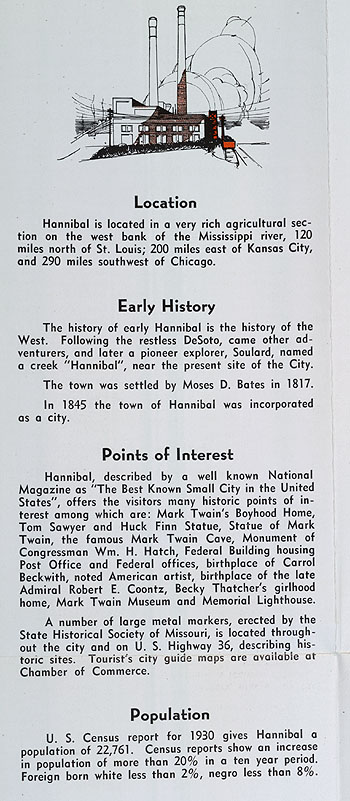 Location
Hannibal is located in a very rich agricultural sec-
tion on the west bank of the Mississippi river, 120
miles north of St. Louis; 200 miles east of Kansas City,
and 290 miles southwest of Chicago.
Early History
The history of early Hannibal is the history of the
West. Following the restless DeSoto, came other ad-
venturers, and later a pioneer explorer, Soulard, named
a creek "Hannibal", near the present site of the City.
The town was settled by Moses D. Bates in 1817.
In 1845 the town of Hannibal was incorporated
as a city.
Points of Interest
Hannibal, described by a well known National
Magazine as "The Best Known Small City in the United
States", offers the visitors many historic points of in-
terest among which are: Mark Twain's Boyhood Home,
Tom Sawyer and Huck Finn Statue, Statue of Mark
Twain, the famous Mark Twain Cave, Monument of
Congressman Wm. H. Hatch, Federal Building housing
Post Office and Federal offices, birthplace of Carrol
Beckwith, noted American artist, birthplace of the late
Admiral Robert E. Coontz, Becky Thatcher's girlhood
home, Mark Twain Museum and Memorial Lighthouse.
A number of large metal markers, erected by the
State Historical Society of Missouri, is located through-
out the city and on U. S. Highway 36, describing his-
toric sites. Tourist's city guide maps are available at
Chamber of Commerce.
Population
U. S. Census report for 1930 gives Hannibal a
population of 22,761. Census reports show an increase
in population of more than 20% in a ten year period.
Foreign born white less than 2%, negro less than 8%.